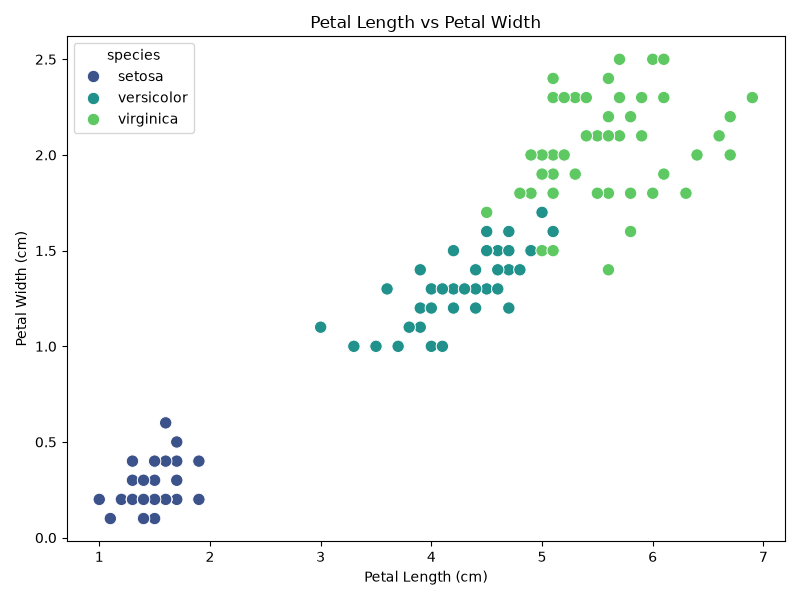 Petal Length vs Petal Width
species
setosa
versicolor
virginica
Petal Width (cm)
2.5
2.0
1.5
1.0
0.5
0.0
1 2 3 4 5 6 7
Petal Length (cm)